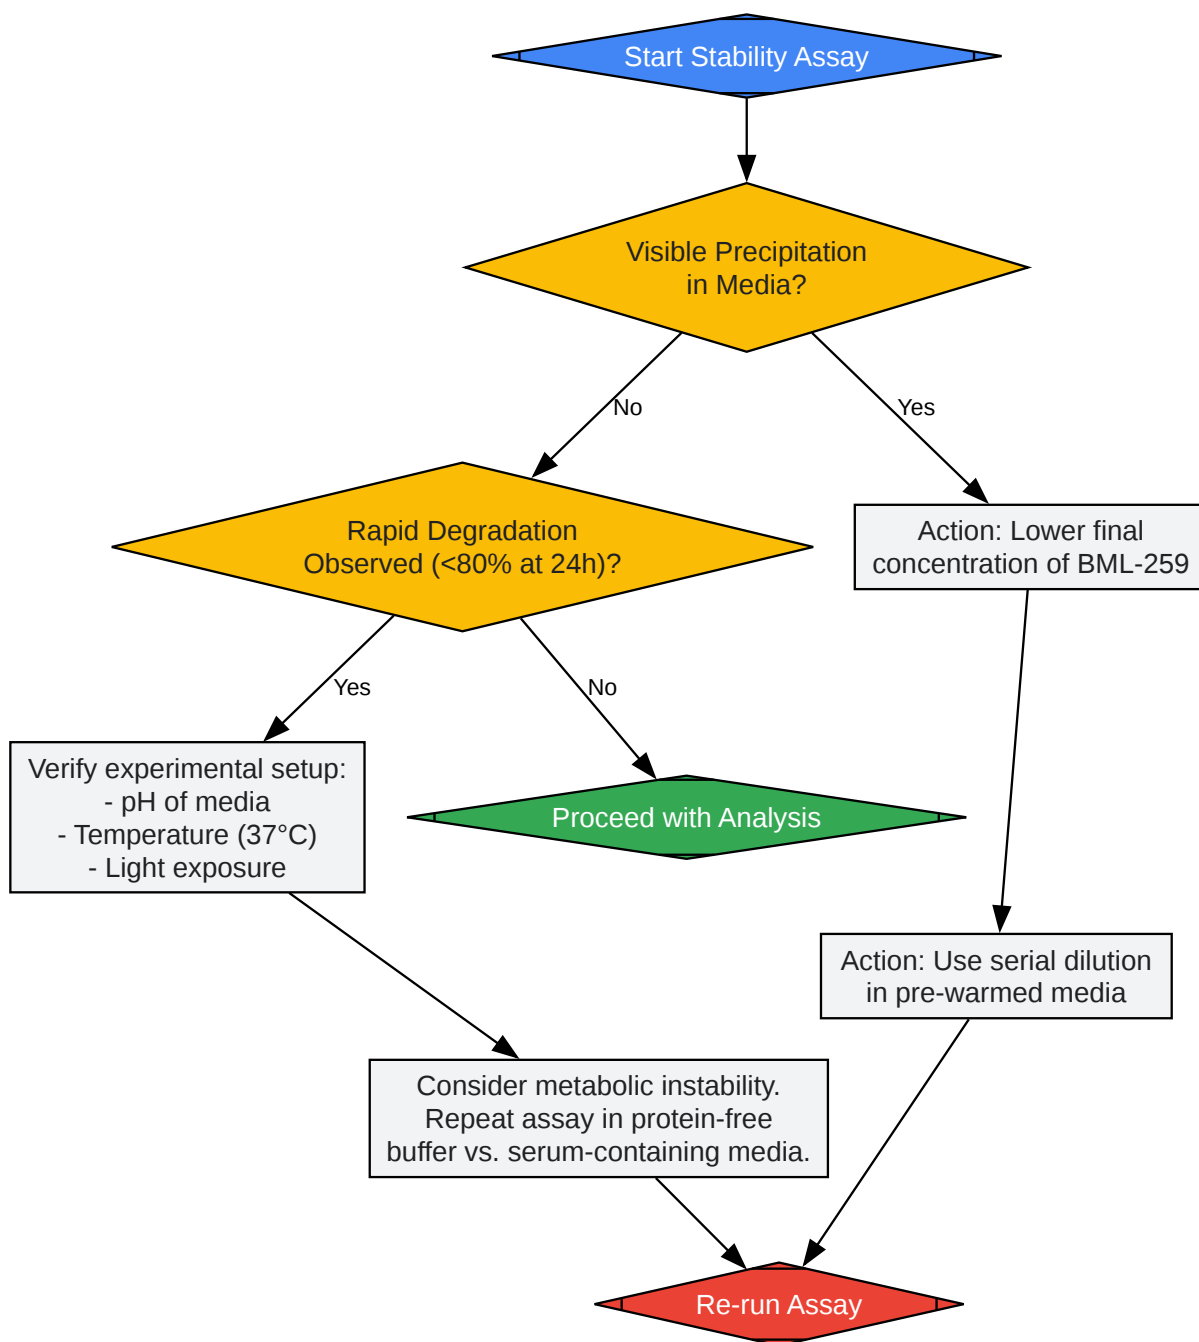 Start Stability Assay
Visible Precipitation
in Media?
No
Yes
Rapid Degradation
Observed (<80% at 24h)?
Action: Lower final
concentration of BML-259
Yes
No
Verify experimental setup:
- pH of media
- Temperature (37°C)
- Light exposure
Proceed with Analysis
Action: Use serial dilution
in pre-warmed media
Consider metabolic instability.
Repeat assay in protein-free
buffer vs. serum-containing media.
Re-run Assay